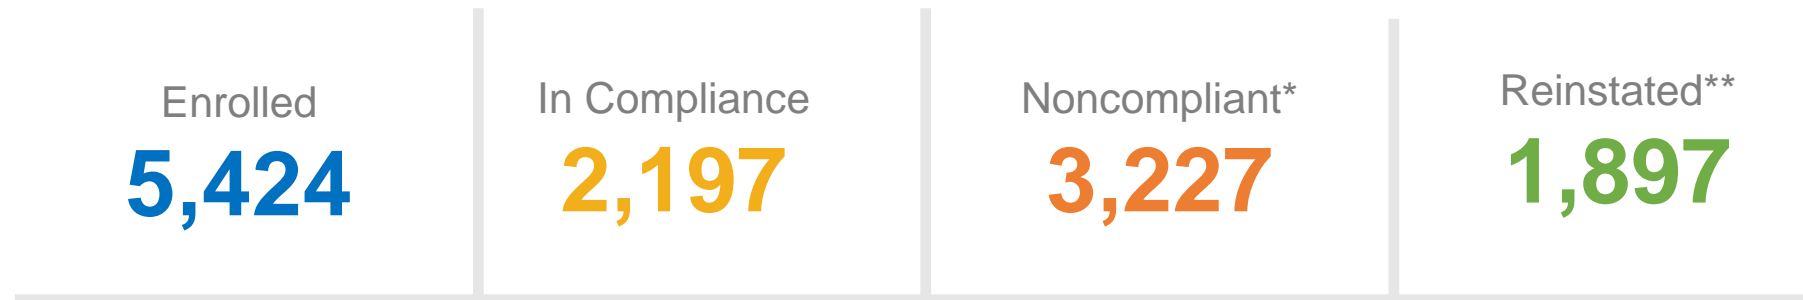 Enrolled
5,424
In Compliance
2,197
Noncompliant*
3,227
Reinstated**
1,897